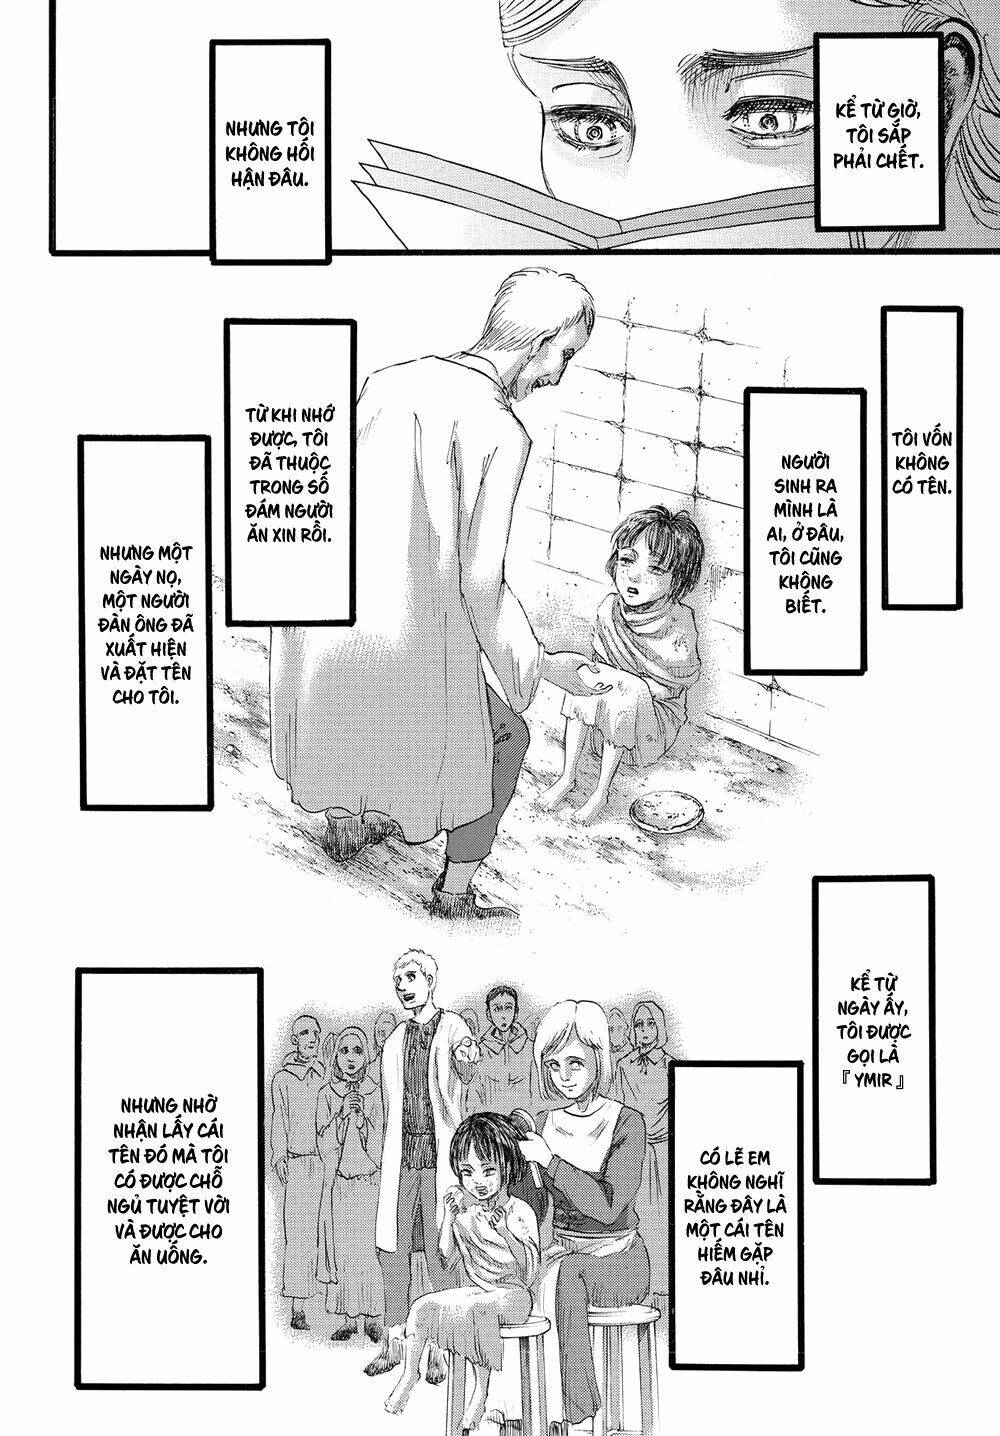 KỂ TỪ GIỜ,
TÔI SẮP
PHẢI CHẾT.
NHƯNG TÔI
KHÔNG HỐI
HẬN ĐÂU.
TÔI VỐN
KHÔNG
CÓ TÊN.
NGƯỜI
SINH RA
MÌNH LÀ
AI, Ở ĐÂU,
TÔI CŨNG
KHÔNG
BIẾT.
TỪ KHI NHỚ
ĐƯỢC, TÔI
ĐÃ THUỘC
TRONG SỐ
ĐÁM NGƯỜI
ĂN XIN RỒI.
NHƯNG MỘT
NGÀY NỌ,
MỘT NGƯỜI
ĐÀN ÔNG ĐÃ
XUẤT HIỆN
VÀ ĐẶT TÊN
CHO TÔI.
KỂ TỪ
NGÀY ẤY,
TÔI ĐƯỢC
GỌI LÀ
『 YMIR 』
CÓ LẼ EM
KHÔNG NGHĨ
RẰNG ĐÂY LÀ
MỘT CÁI TÊN
HIẾM GẶP
ĐÂU NHỈ.
NHƯNG NHỜ
NHẬN LẤY CÁI
TÊN ĐÓ MÀ TÔI
CÓ ĐƯỢC CHỖ
NGỦ TUYỆT VỜI
VÀ ĐƯỢC CHO
ĂN UỐNG.